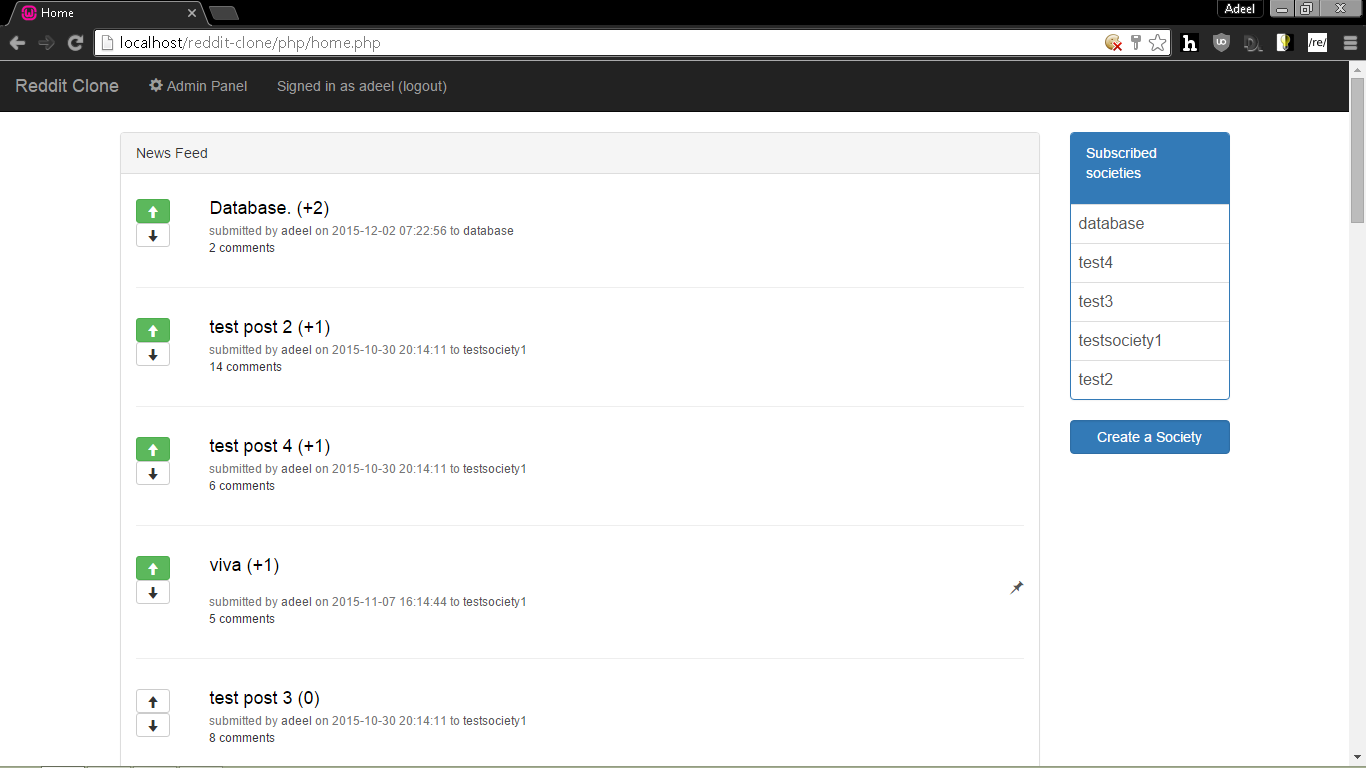 Home
Adeel
localhost/reddit-clone/php/home.php
h
UO
/re/
Reddit Clone
Admin Panel
Signed in as adeel (logout)
News Feed
Database. (+2)
submitted by adeel on 2015-12-02 07:22:56 to database
2 comments
test post 2 (+1)
submitted by adeel on 2015-10-30 20:14:11 to testsociety1
14 comments
test post 4 (+1)
submitted by adeel on 2015-10-30 20:14:11 to testsociety1
6 comments
viva (+1)
submitted by adeel on 2015-11-07 16:14:44 to testsociety1
5 comments
test post 3 (0)
submitted by adeel on 2015-10-30 20:14:11 to testsociety1
8 comments
Subscribed
societies
database
test4
test3
testsociety1
test2
Create a Society